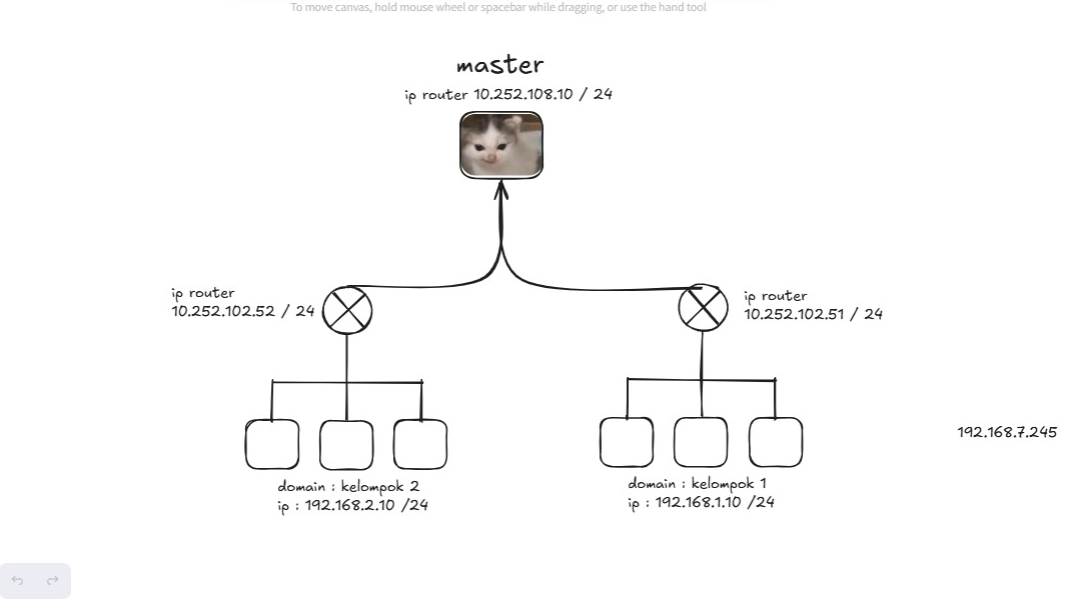 To move canvas, hold mouse wheel or spacebar while dragging, or use the hand tool
master
ip router 10.252.108.10 / 24
ip router
10.252.102.52 / 24
ip router
10.252.102.51 / 24
192.168.7.245
domain : kelompok 2
ip : 192.168.2.10 /24
domain : kelompok 1
ip : 192.168.1.10 /24